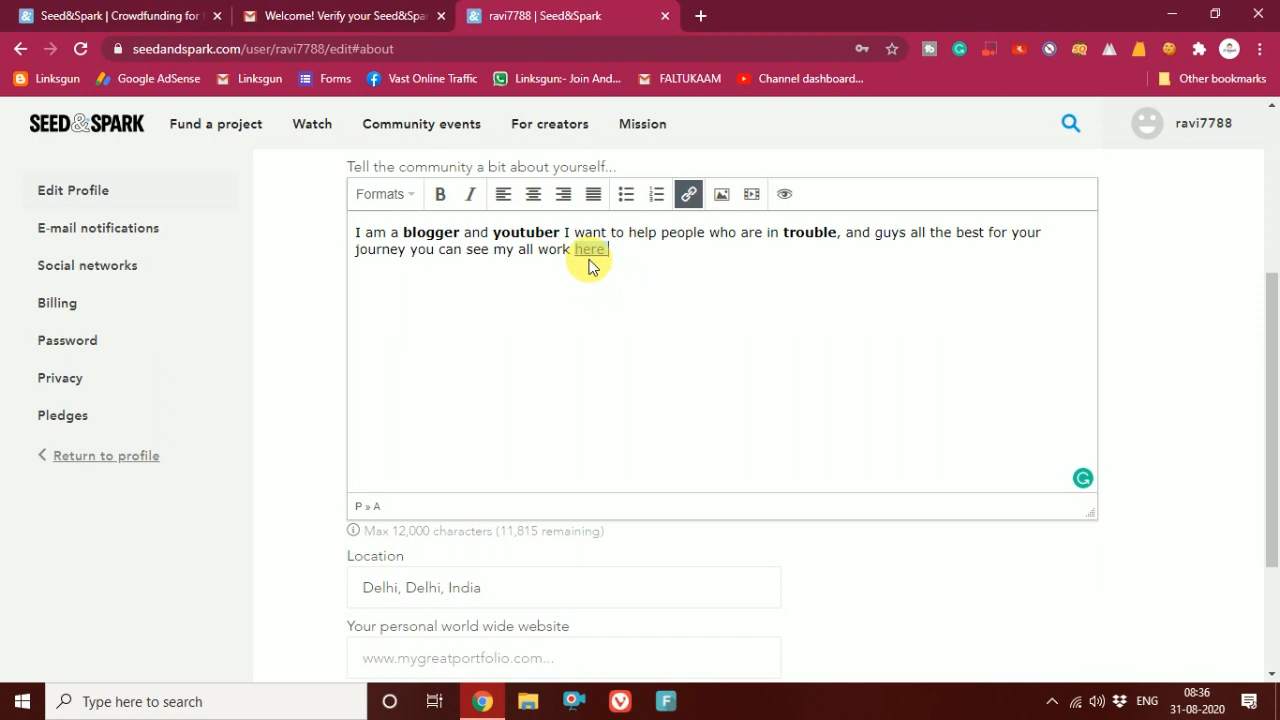 Seed&Spark | Crowdfunding for
Welcome! Verify your Seed&Spar
ravi7788 | Seed&Spark
seedandspark.com/user/ravi7788/edit#about
Linksgun
Google AdSense
Linksgun
Forms
Vast Online Traffic
Linksgun:- Join And...
FALTUKAAM
Channel dashboard...
Other bookmarks
SEED&SPARK
Fund a project
Watch
Community events
For creators
Mission
ravi7788
Edit Profile
E-mail notifications
Social networks
Billing
Password
Privacy
Pledges
Return to profile
Tell the community a bit about yourself...
Formats
I am a blogger and youtuber I want to help people who are in trouble, and guys all the best for your
journey you can see my all work here
P » A
Max 12,000 characters (11,815 remaining)
Location
Delhi, Delhi, India
Your personal world wide website
www.mygreatportfolio.com...
Type here to search
ENG
08:36
31-08-2020